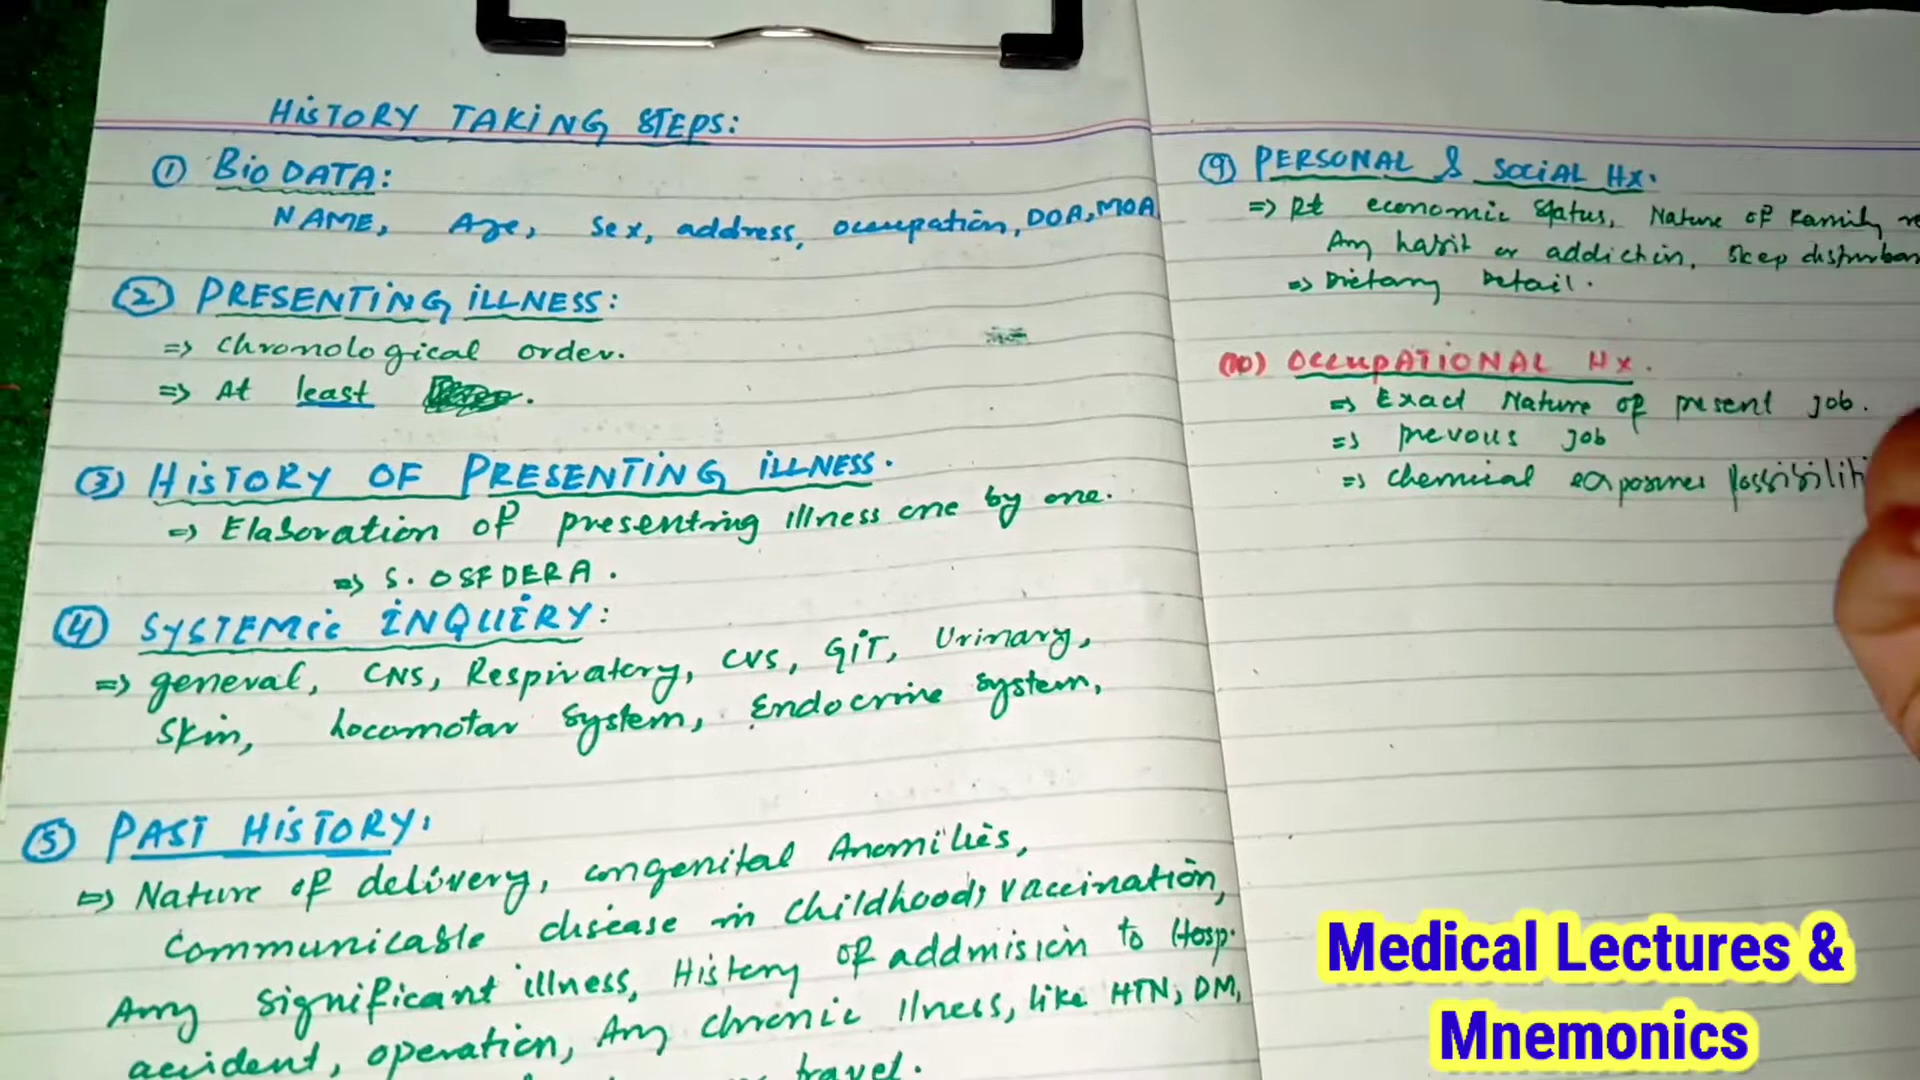 HISTORY TAKING STEPS:
① BIO DATA:
NAME, Age, Sex, address, occupation, DOA, MOA
② PRESENTING ILLNESS:
=> chronological order.
=> At least
③ HISTORY OF PRESENTING ILLNESS.
=> Elaboration of presenting illness one by one.
=> S. OSFDERA.
④ SYSTEMIC INQUIRY:
=> general, CNS, Respiratory, CVS, GIT, Urinary,
Skin, Locomotar system, Endocrine system,
⑤ PAST HISTORY:
=> Nature of delivery, congenital Anomilies,
Communicable disease in childhood, vaccination,
Any significant illness, History of addmision to Hosp.
accident, operation, Any chronic illness, like HTN, DM,
travel.
⑨ PERSONAL & SOCIAL HX.
=> Pt economic status, Nature of family
Any habit or addiction, Sleep
=> Dietary Detail.
(10) OCCUPATIONAL HX.
=> Exact Nature of present job.
=> prevous job
=> chemical exposures
Medical Lectures &
Mnemonics